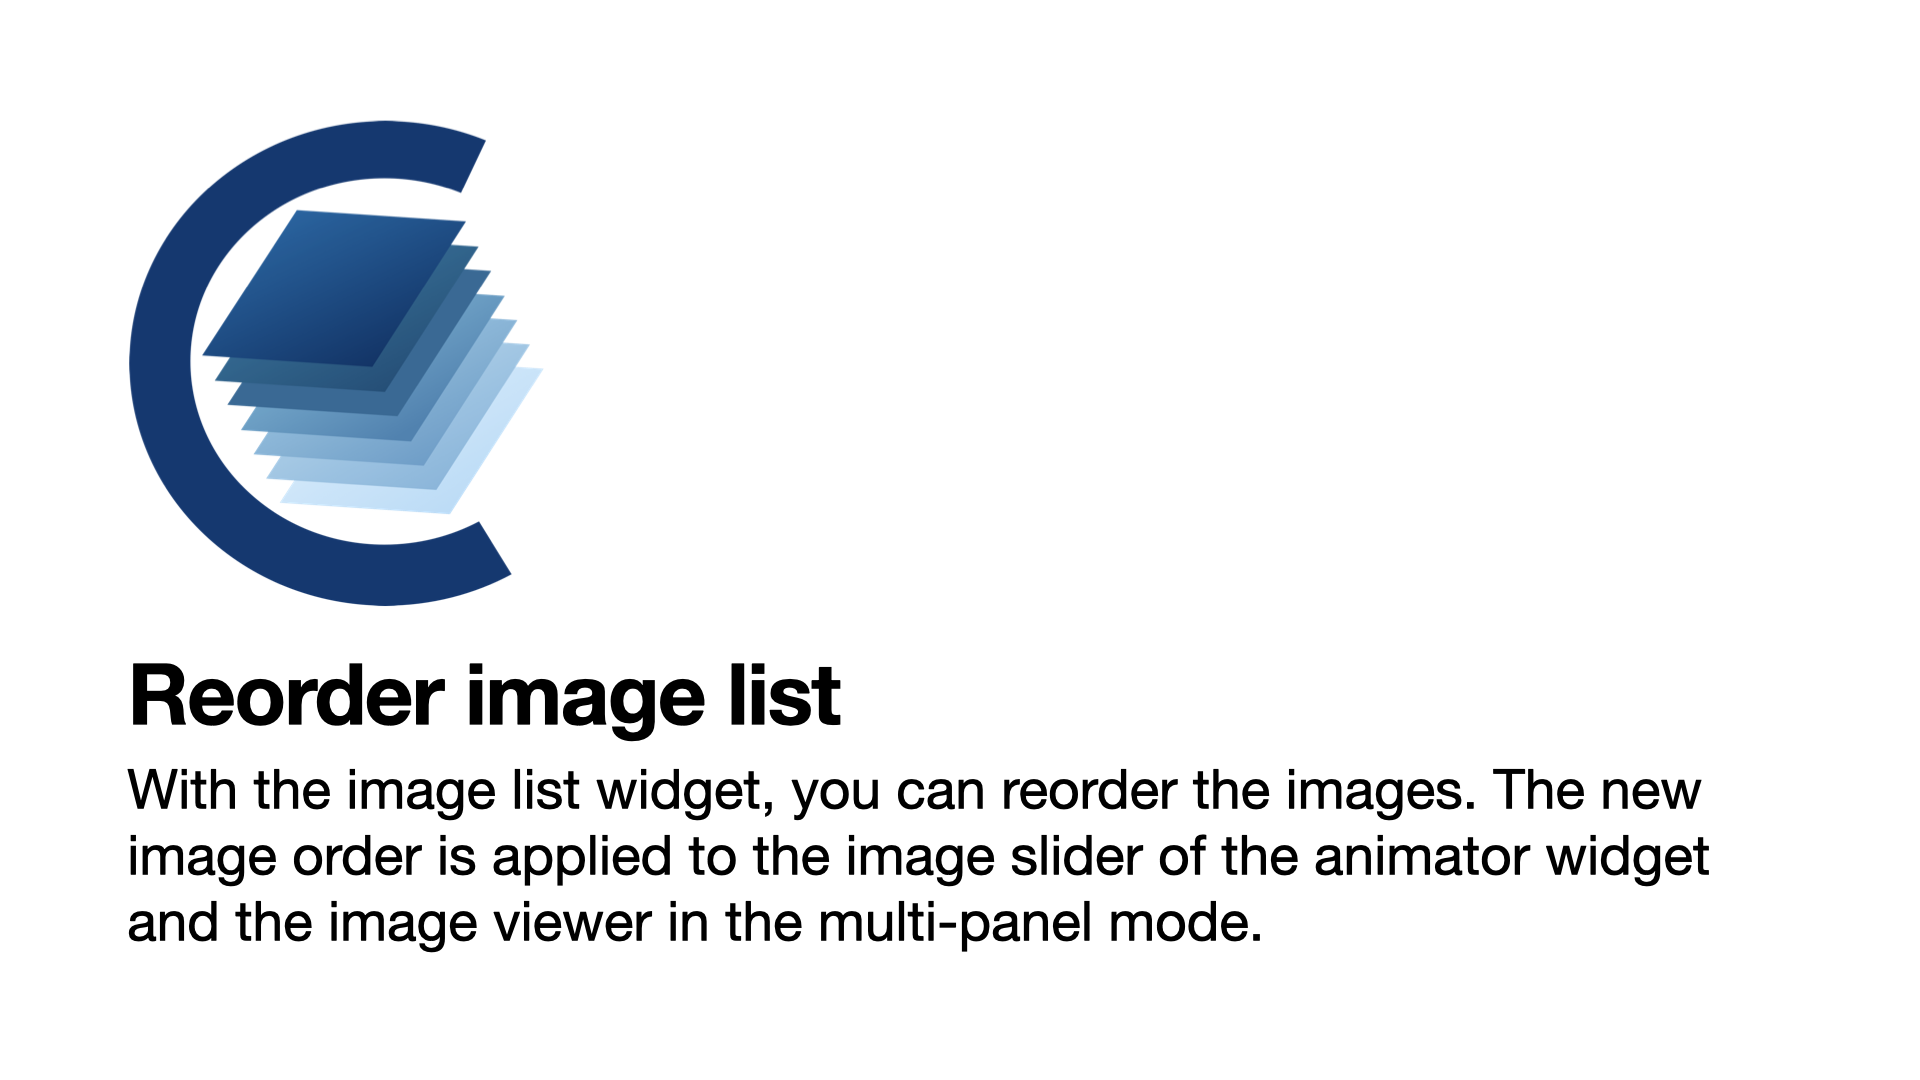 Reorder image list
With the image list widget, you can reorder the images. The new
image order is applied to the image slider of the animator widget
and the image viewer in the multi-panel mode.